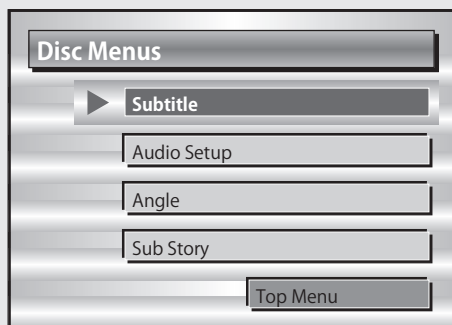 Disc Menus
Subtitle
Audio Setup
Angle
Sub Story
Top Menu